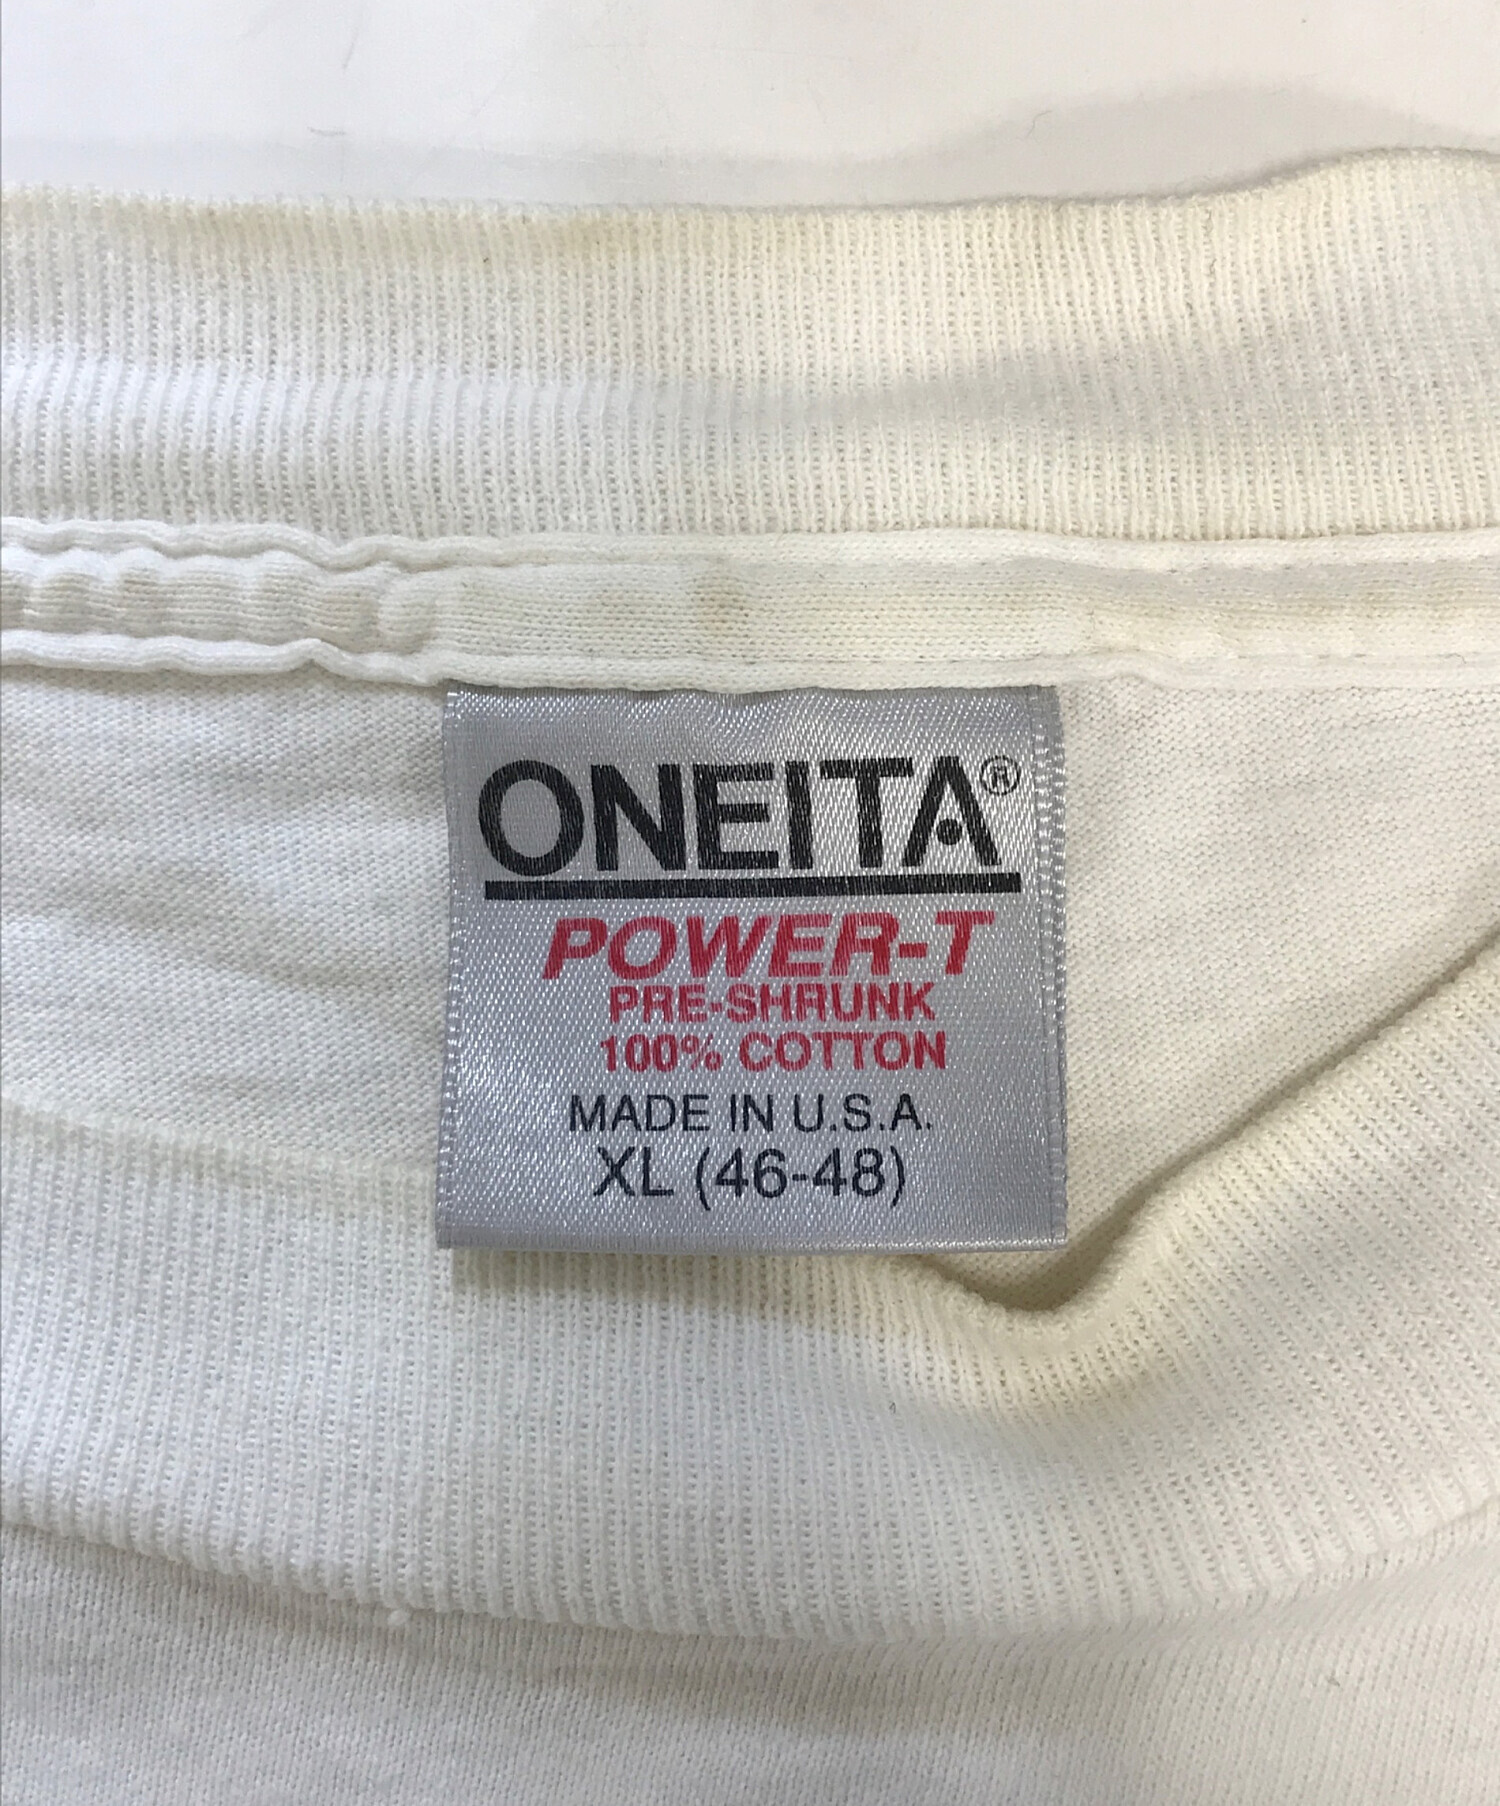 ONEITA®
POWER-T
PRE-SHRUNK
100% COTTON
MADE IN U.S.A.
XL (46-48)